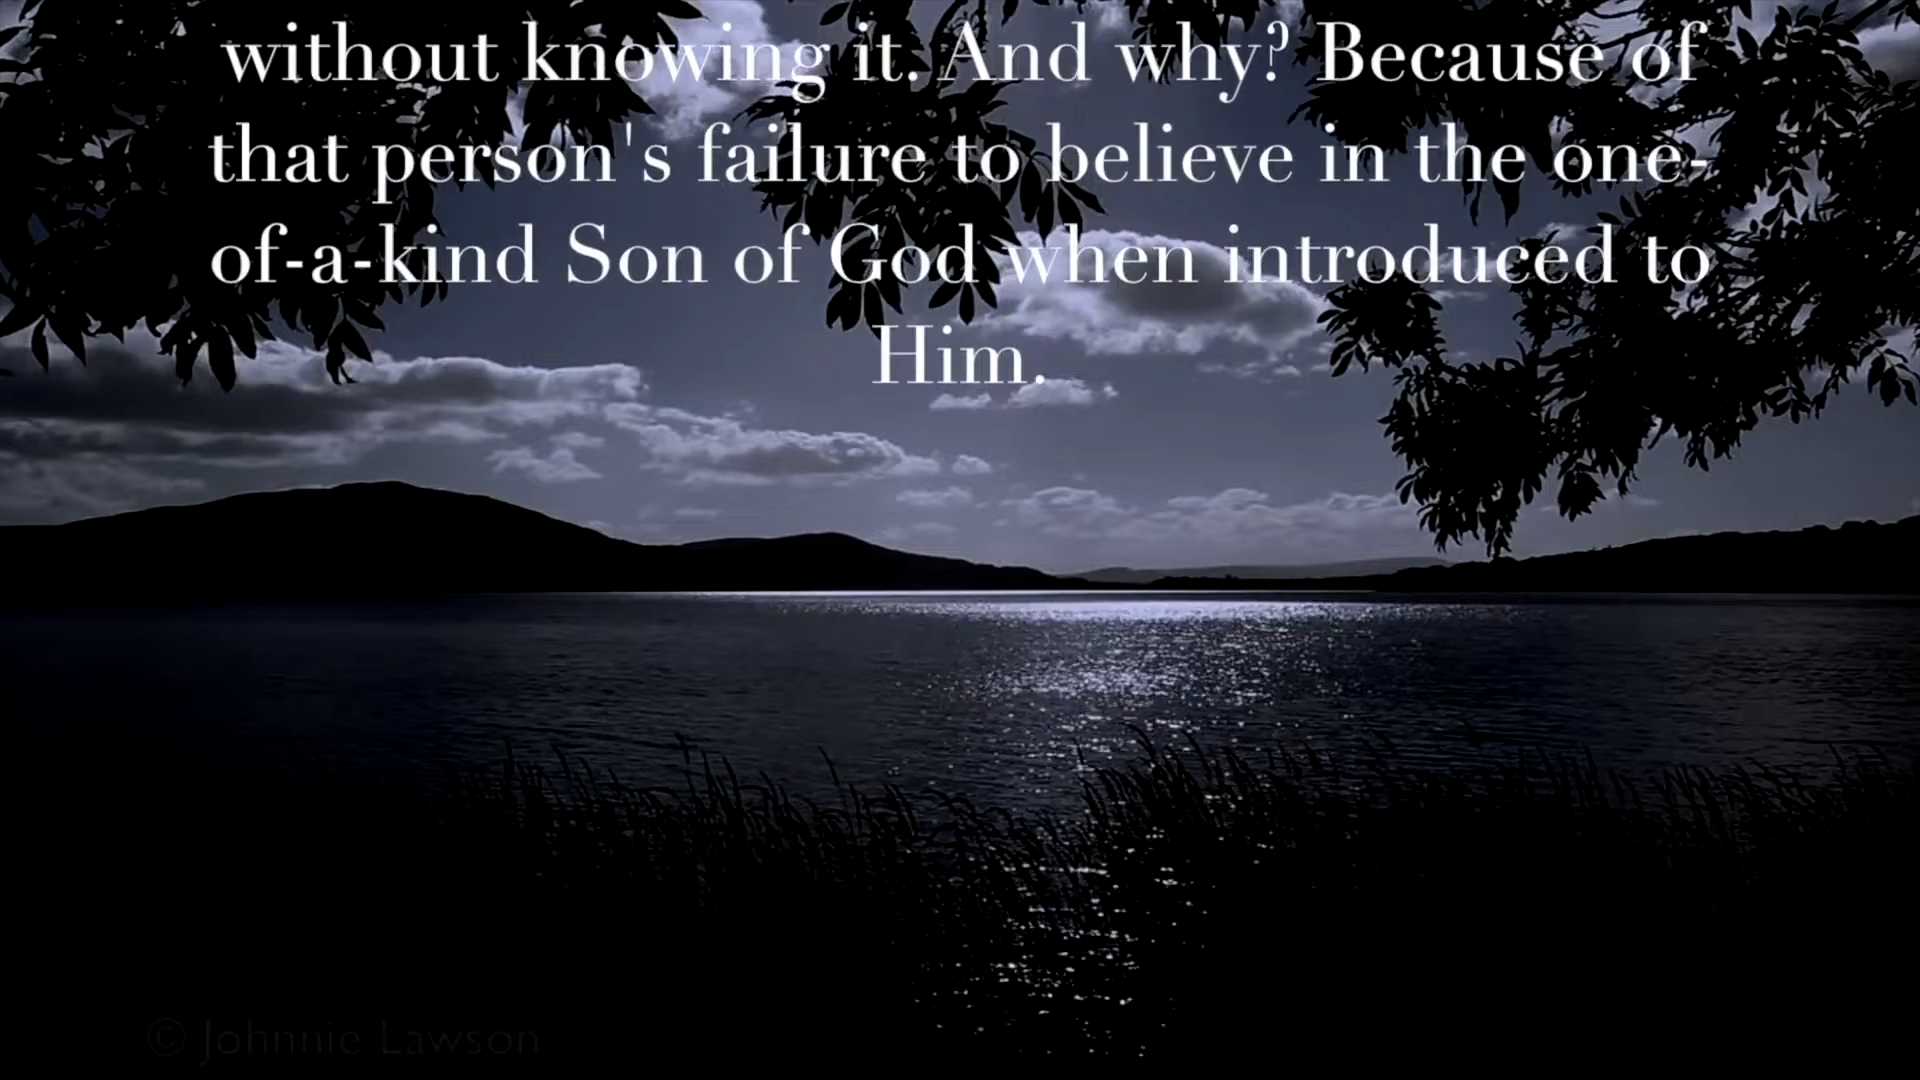 without knowing it. And why? Because of
that person's failure to believe in the one-
of-a-kind Son of God when introduced to
Him.
© Johnnie Lawson